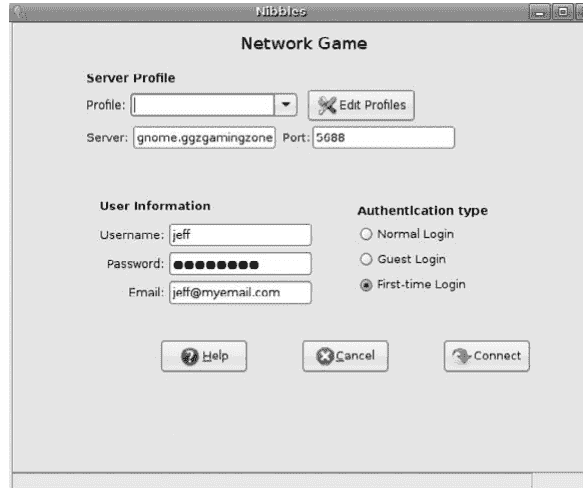 Nibbles
Network Game
Server Profile
Profile:
Edit Profiles
Server: gnome.ggzgamingzone Port: 5688
User Information
Authentication type
Username: jeff
Normal Login
Password: ●●●●●●●●
Guest Login
Email: jeff@myemail.com
First-time Login
Help
Cancel
Connect